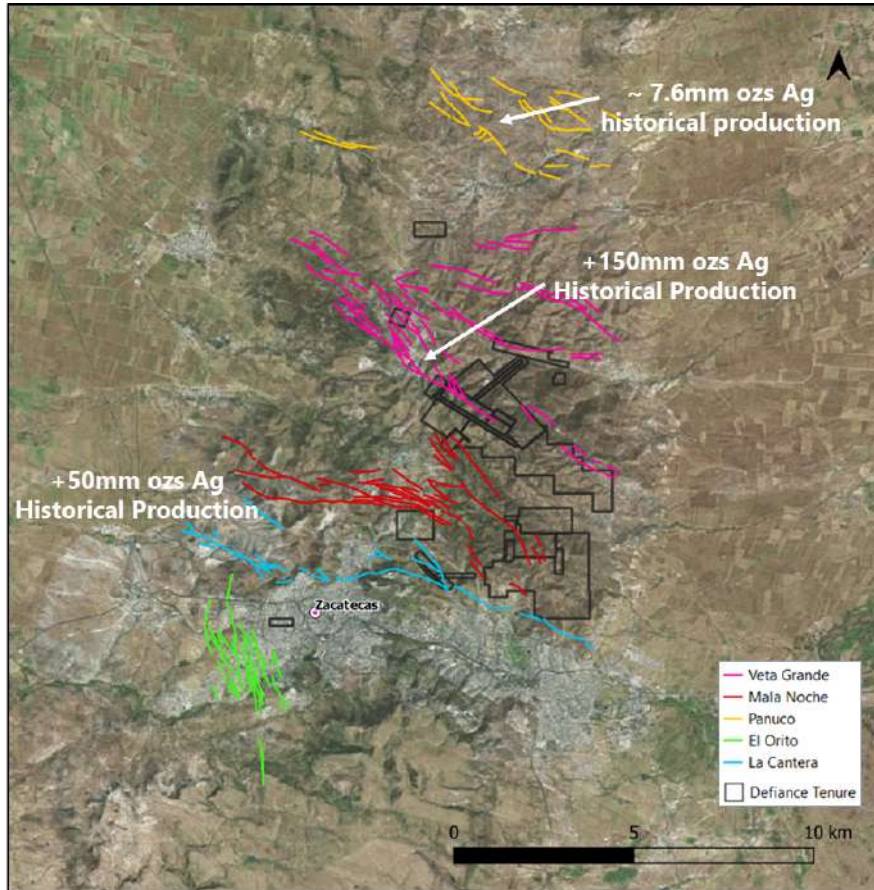 ~ 7.6mm ozs Ag
historical production
+150mm ozs Ag
Historical Production
+50mm ozs Ag
Historical Production
Zacatecas
Veta Grande
Mala Noche
Panuco
El Orito
La Cantera
Defiance Tenure
0 5 10 km